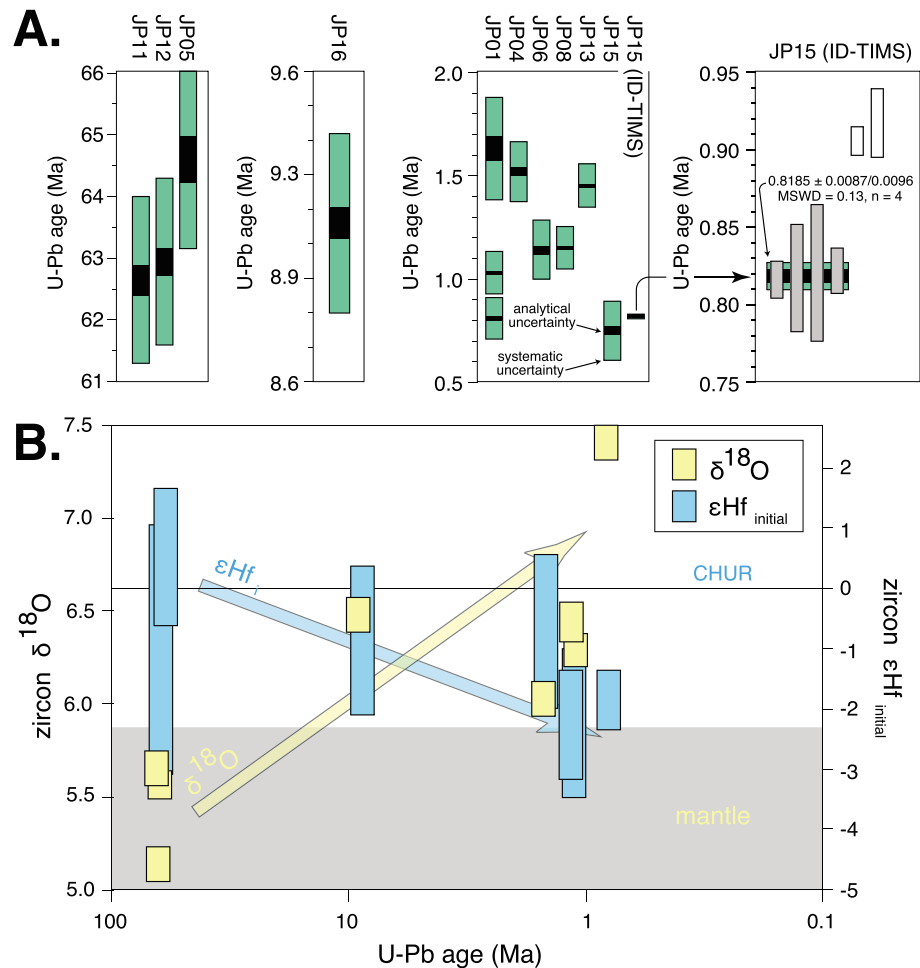 A.
JP11
JP12
JP05
U-Pb age (Ma)
66
65
64
63
62
61
JP16
U-Pb age (Ma)
9.6
9.3
8.9
8.6
JP01
JP04
JP06
JP08
JP13
JP15
JP15
(ID-TIMS)
U-Pb age (Ma)
2.0
1.5
1.0
0.5
analytical
uncertainty
systematic
uncertainty
JP15 (ID-TIMS)
U-Pb age (Ma)
0.95
0.90
0.85
0.80
0.75
0.8185 ± 0.0087/0.0096
MSWD = 0.13, n = 4
B.
zircon δ18O
7.5
7.0
6.5
6.0
5.5
5.0
δ18O
εHf initial
εHf i
CHUR
δ18O
mantle
2
1
0
-1
-2
-3
-4
-5
zircon εHf initial
100
10
1
0.1
U-Pb age (Ma)